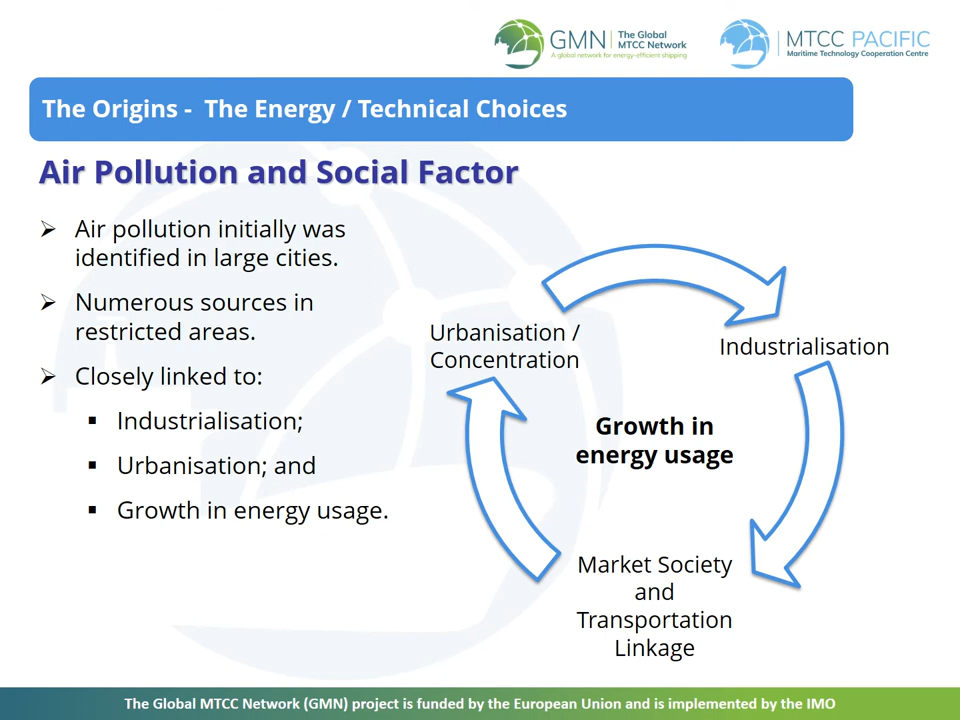 GMN
The Global
MTCC Network
A global network for energy-efficient shipping
MTCC PACIFIC
Maritime Technology Cooperation Centre
The Origins - The Energy / Technical Choices
Air Pollution and Social Factor
Air pollution initially was
identified in large cities.
Numerous sources in
restricted areas.
Closely linked to:
Industrialisation;
Urbanisation; and
Growth in energy usage.
Urbanisation /
Concentration
Industrialisation
Growth in
energy usage
Market Society
and
Transportation
Linkage
The Global MTCC Network (GMN) project is funded by the European Union and is implemented by the IMO